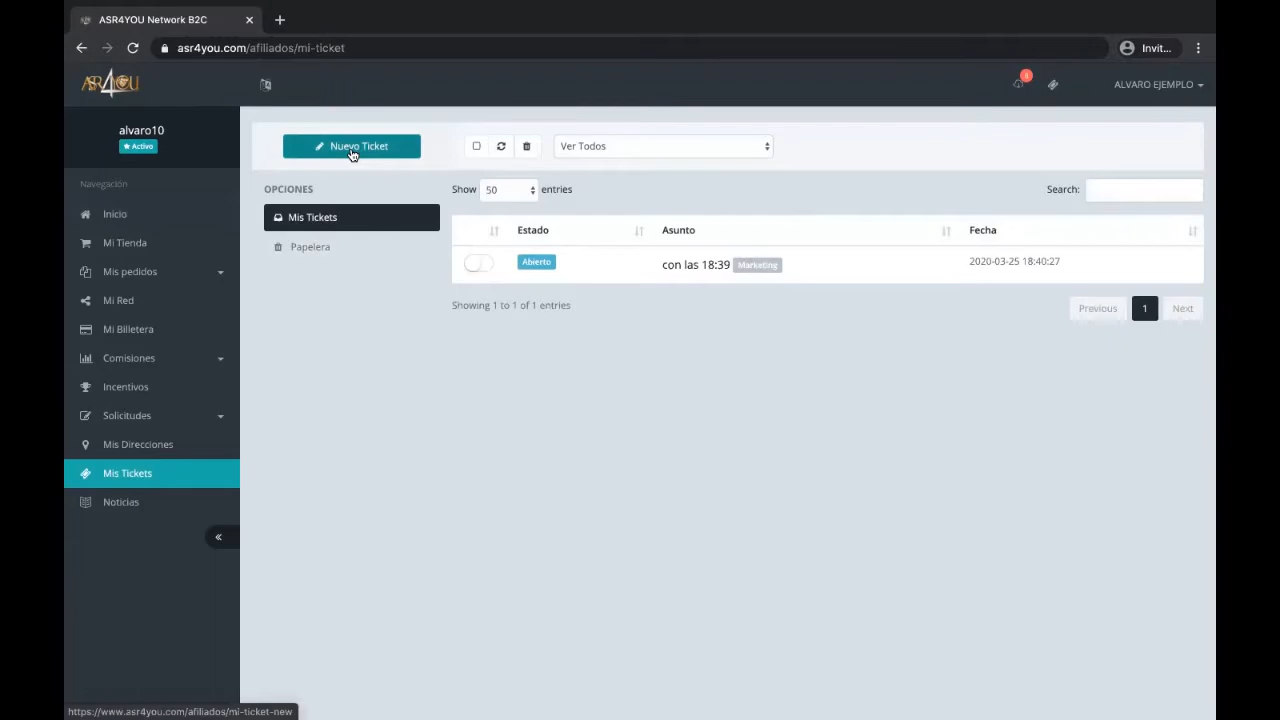 ASR4YOU Network B2C
asr4you.com/afiliados/mi-ticket
Invit...
ASR4YOU
8
ALVARO EJEMPLO
alvaro10
Activo
Navegación
Inicio
Mi Tienda
Mis pedidos
Mi Red
Mi Billetera
Comisiones
Incentivos
Solicitudes
Mis Direcciones
Mis Tickets
Noticias
Nuevo Ticket
Ver Todos
OPCIONES
Mis Tickets
Papelera
Show 50 entries
Search:
Estado Asunto Fecha
Abierto con las 18:39 Marketing 2020-03-25 18:40:27
Showing 1 to 1 of 1 entries
Previous 1 Next
https://www.asr4you.com/afiliados/mi-ticket-new